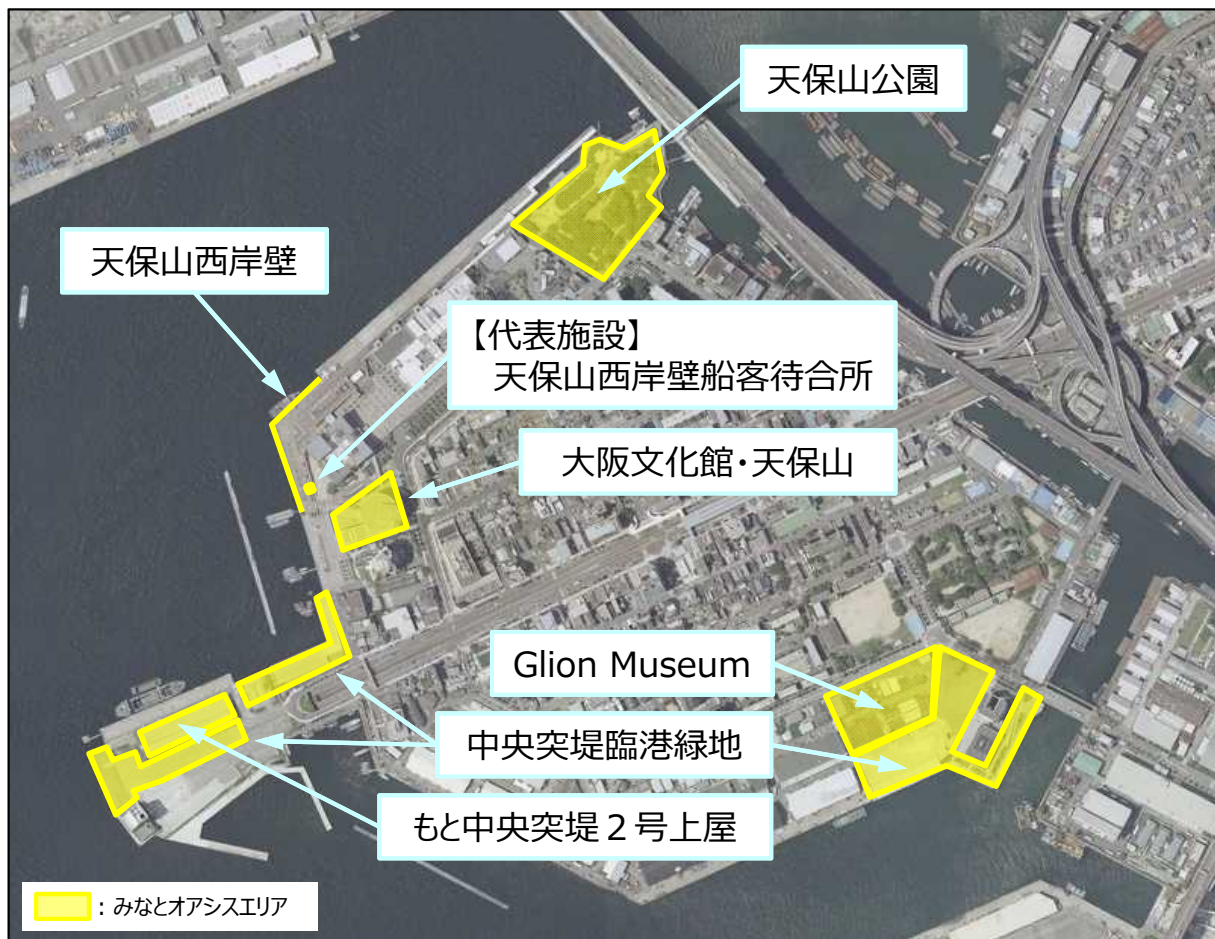 天保山公園
天保山西岸壁
【代表施設】
天保山西岸壁船客待合所
大阪文化館・天保山
Glion Museum
中央突堤臨港緑地
もと中央突堤２号上屋
：みなとオアシスエリア